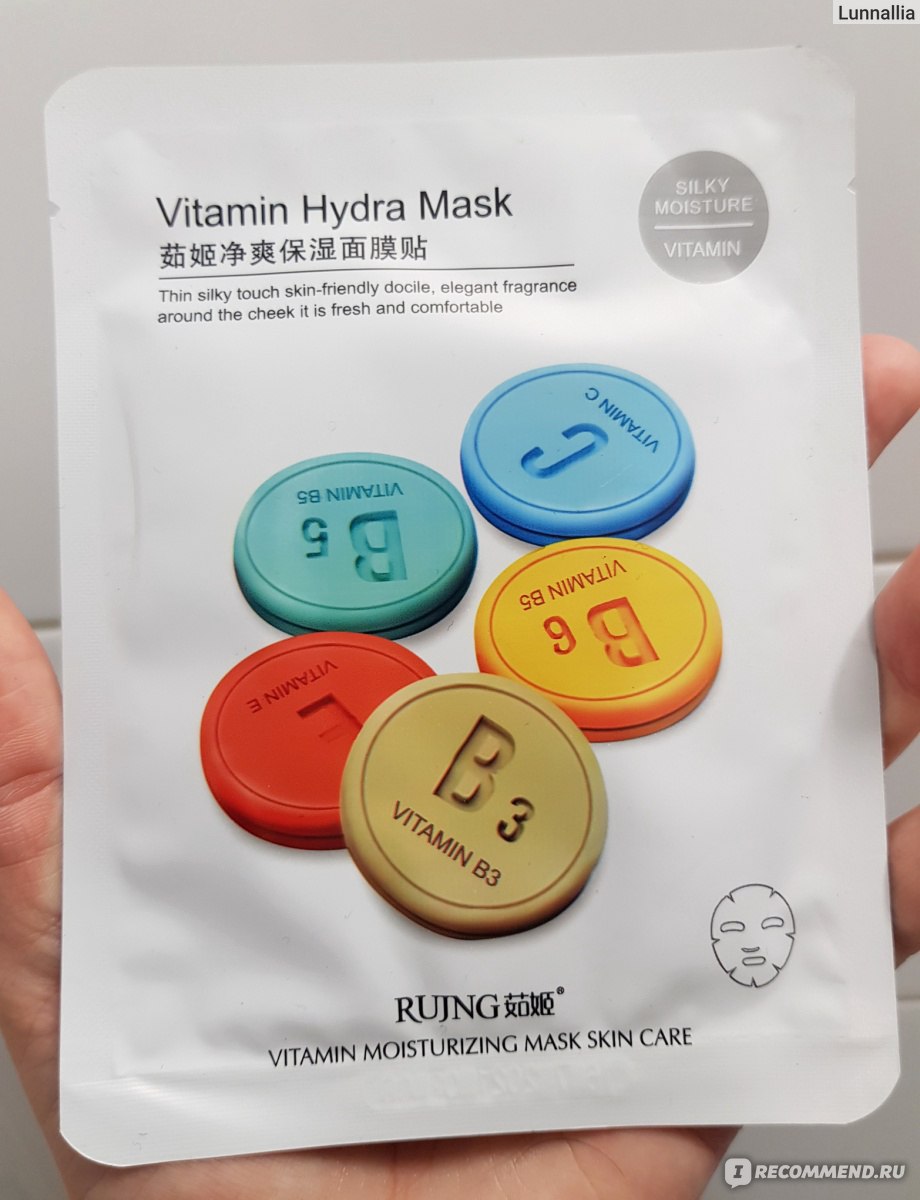 Lunnallia
Vitamin Hydra Mask
茹姬净爽保湿面膜贴
Thin silky touch skin-friendly docile, elegant fragrance
around the cheek it is fresh and comfortable
SILKY
MOISTURE
VITAMIN
VITAMIN C
C
VITAMIN B5
B5
VITAMIN B5
B6
VITAMIN E
E
B3
VITAMIN B3
RUJNG茹姬®
VITAMIN MOISTURIZING MASK SKIN CARE
IRECOMMEND.RU